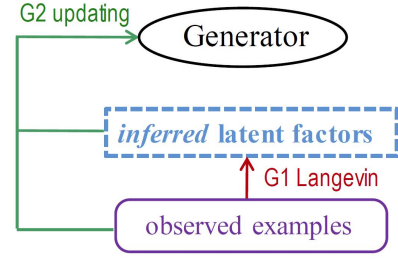 G2 updating
Generator
inferred latent factors
G1 Langevin
observed examples